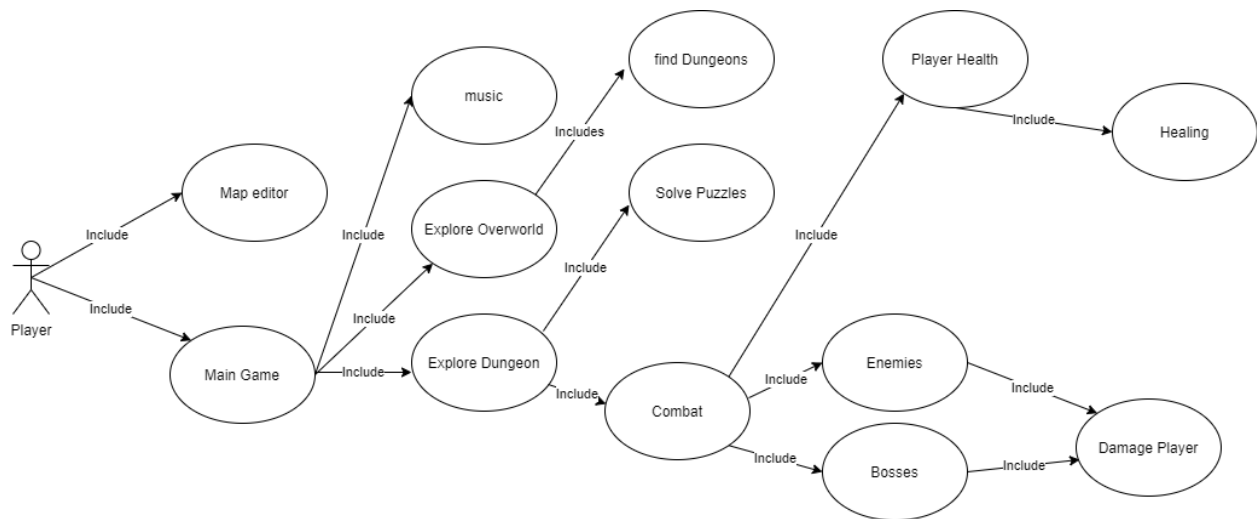 find Dungeons
Player Health
music
Include
Healing
Includes
Map editor
Solve Puzzles
Include
Include
Explore Overworld
Include
Include
Include
Include
Player
Include
Main Game
Include
Explore Dungeon
Include
Combat
Include
Enemies
Include
Include
Bosses
Include
Damage Player